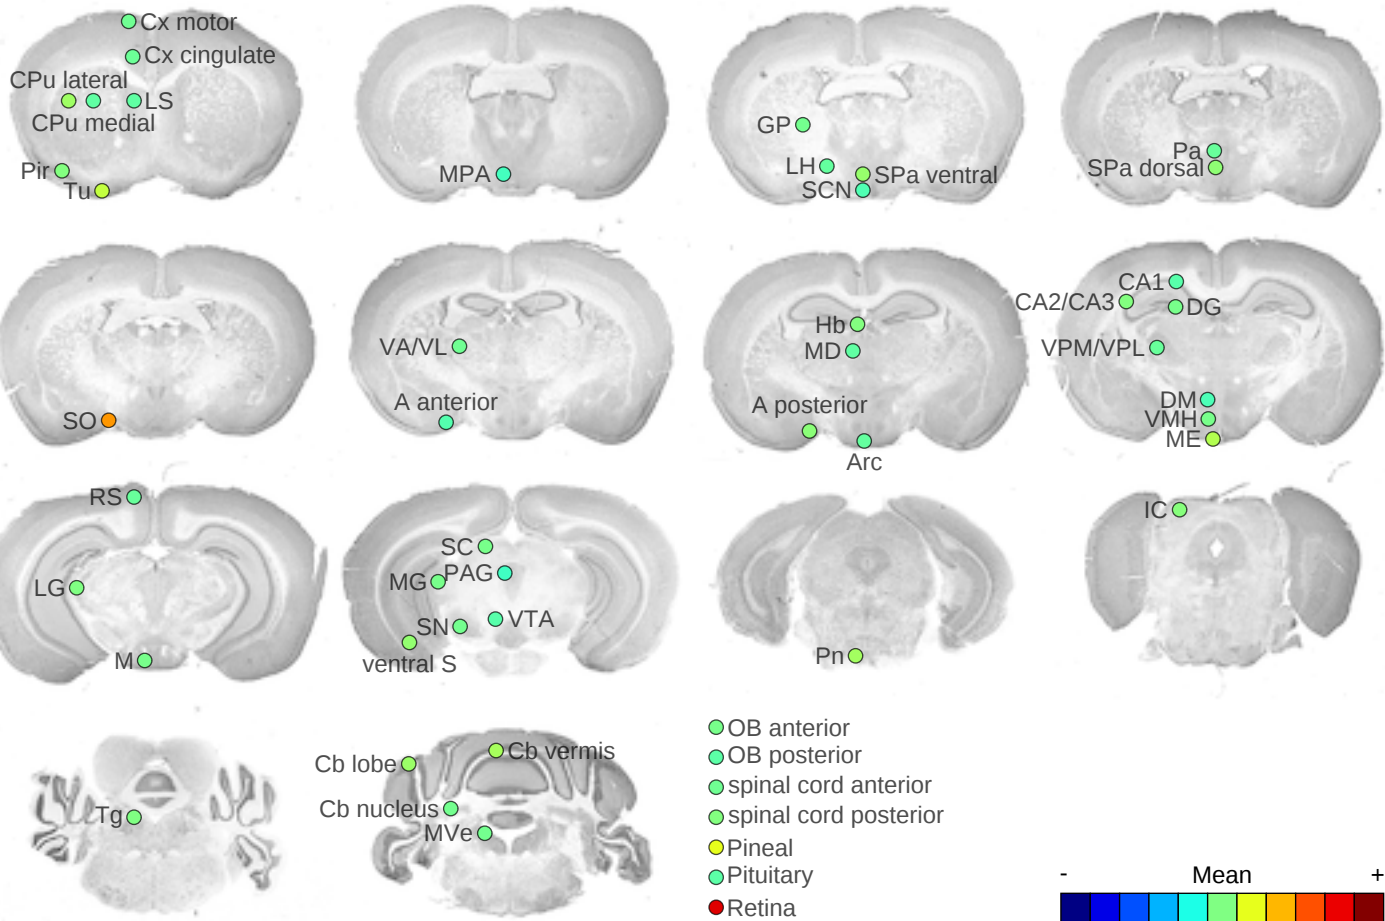 Cx motor
Cx cingulate
CPu lateral
LS
CPu medial
Pir
Tu
MPA
GP
LH
SPa ventral
SCN
Pa
SPa dorsal
SO
VA/VL
A anterior
Hb
MD
A posterior
Arc
CA1
CA2/CA3
DG
VPM/VPL
DM
VMH
ME
RS
LG
M
SC
MG
PAG
SN
VTA
ventral S
Pn
IC
Tg
Cb lobe
Cb vermis
Cb nucleus
MVe
OB anterior
OB posterior
spinal cord anterior
spinal cord posterior
Pineal
Pituitary
Retina
- Mean +